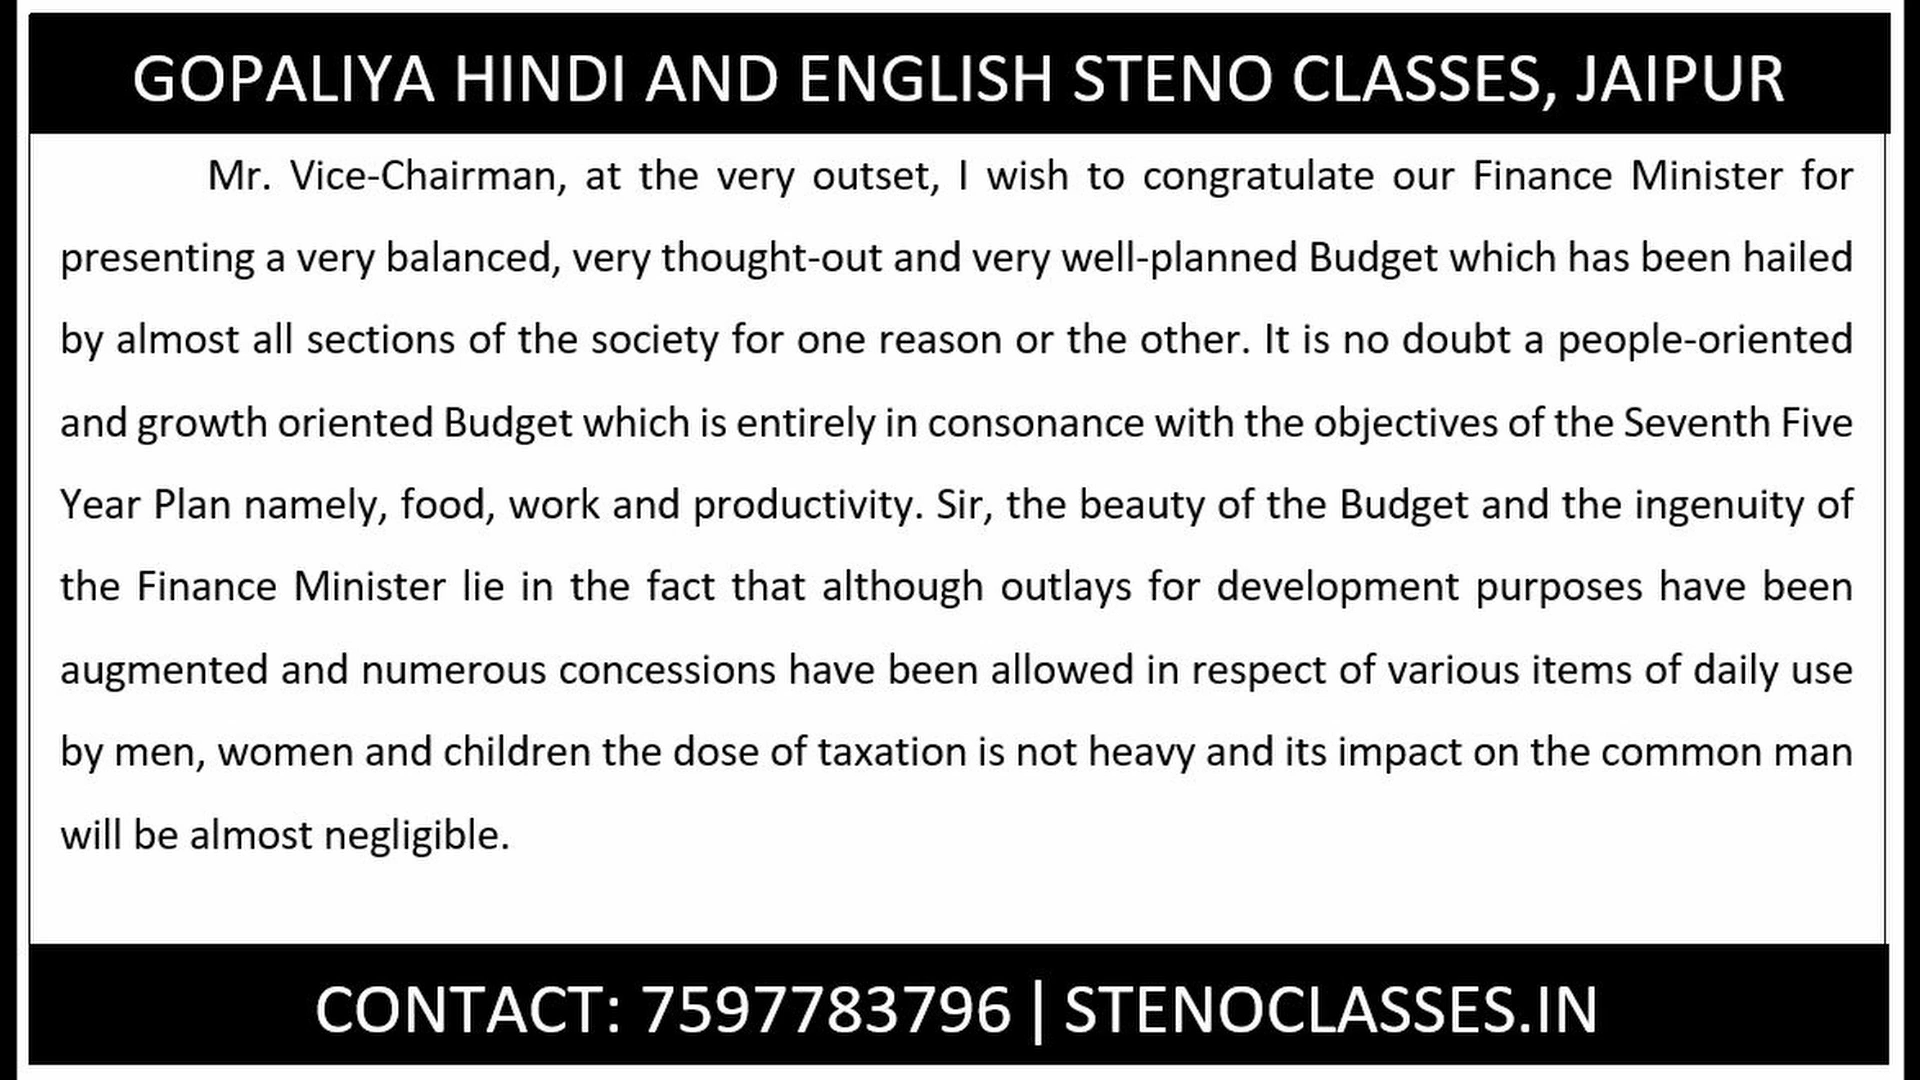 GOPALIYA HINDI AND ENGLISH STENO CLASSES, JAIPUR
Mr. Vice-Chairman, at the very outset, I wish to congratulate our Finance Minister for
presenting a very balanced, very thought-out and very well-planned Budget which has been hailed
by almost all sections of the society for one reason or the other. It is no doubt a people-oriented
and growth oriented Budget which is entirely in consonance with the objectives of the Seventh Five
Year Plan namely, food, work and productivity. Sir, the beauty of the Budget and the ingenuity of
the Finance Minister lie in the fact that although outlays for development purposes have been
augmented and numerous concessions have been allowed in respect of various items of daily use
by men, women and children the dose of taxation is not heavy and its impact on the common man
will be almost negligible.
CONTACT: 7597783796 | STENOCLASSES.IN